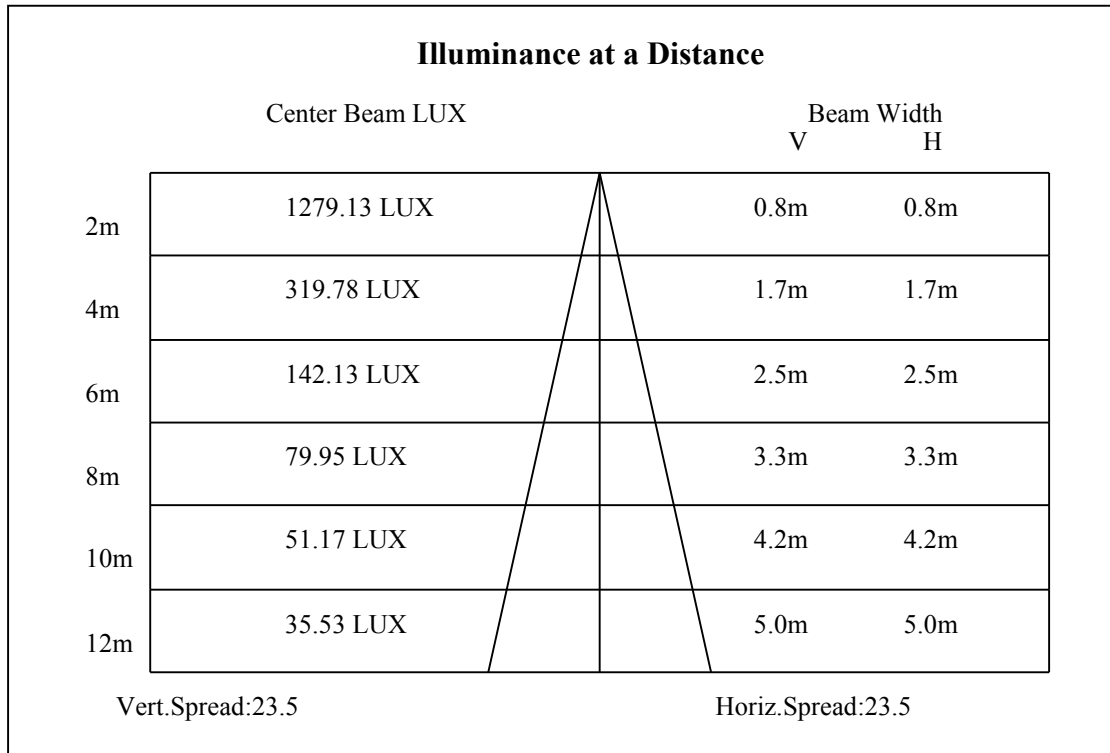 Illuminance at a Distance
Center Beam LUX Beam Width
V H
2m 1279.13 LUX 0.8m 0.8m
4m 319.78 LUX 1.7m 1.7m
6m 142.13 LUX 2.5m 2.5m
8m 79.95 LUX 3.3m 3.3m
10m 51.17 LUX 4.2m 4.2m
12m 35.53 LUX 5.0m 5.0m
Vert.Spread:23.5 Horiz.Spread:23.5